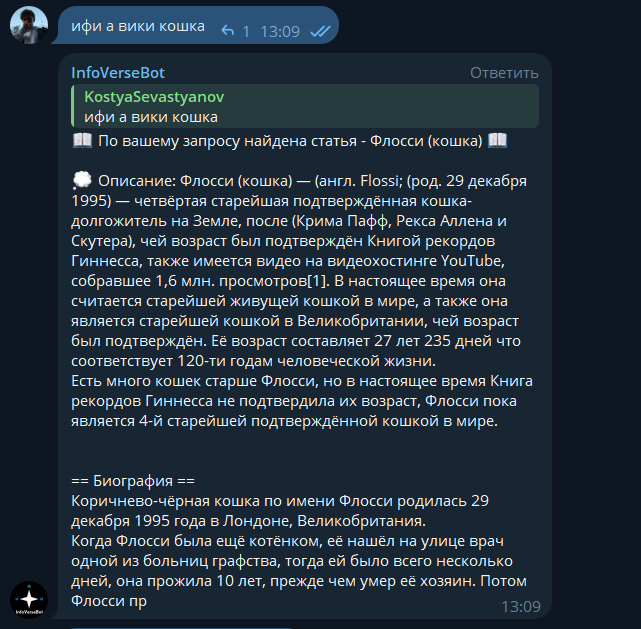 ифи а вики кошка 1 13:09
InfoVerseBot Ответить
KostyaSevastyanov
ифи а вики кошка
📖 По вашему запросу найдена статья - Флосси (кошка) 📖
💭 Описание: Флосси (кошка) — (англ. Flossi; (род. 29 декабря
1995) — четвёртая старейшая подтверждённая кошка-
долгожитель на Земле, после (Крима Пафф, Рекса Аллена и
Скутера), чей возраст был подтверждён Книгой рекордов
Гиннесса, также имеется видео на видеохостинге YouTube,
собравшее 1,6 млн. просмотров[1]. В настоящее время она
считается старейшей живущей кошкой в мире, а также она
является старейшей кошкой в Великобритании, чей возраст
был подтверждён. Её возраст составляет 27 лет 235 дней что
соответствует 120-ти годам человеческой жизни.
Есть много кошек старше Флосси, но в настоящее время Книга
рекордов Гиннесса не подтвердила их возраст, Флосси пока
является 4-й старейшей подтверждённой кошкой в мире.
== Биография ==
Коричнево-чёрная кошка по имени Флосси родилась 29
декабря 1995 года в Лондоне, Великобритания.
Когда Флосси была ещё котёнком, её нашёл на улице врач
одной из больниц графства, тогда ей было всего несколько
дней, она прожила 10 лет, прежде чем умер её хозяин. Потом
Флосси пр 13:09
InfoVerseBot